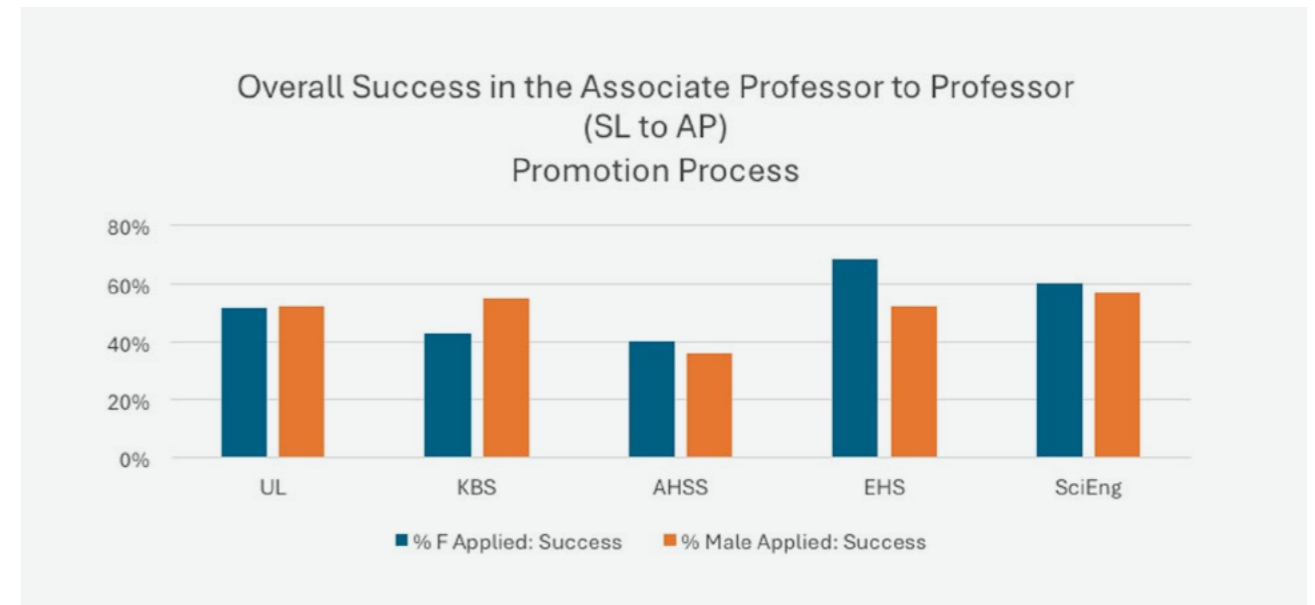 Overall Success in the Associate Professor to Professor
(SL to AP)
Promotion Process
80%
60%
40%
20%
0%
UL KBS AHSS EHS SciEng
% F Applied: Success % Male Applied: Success